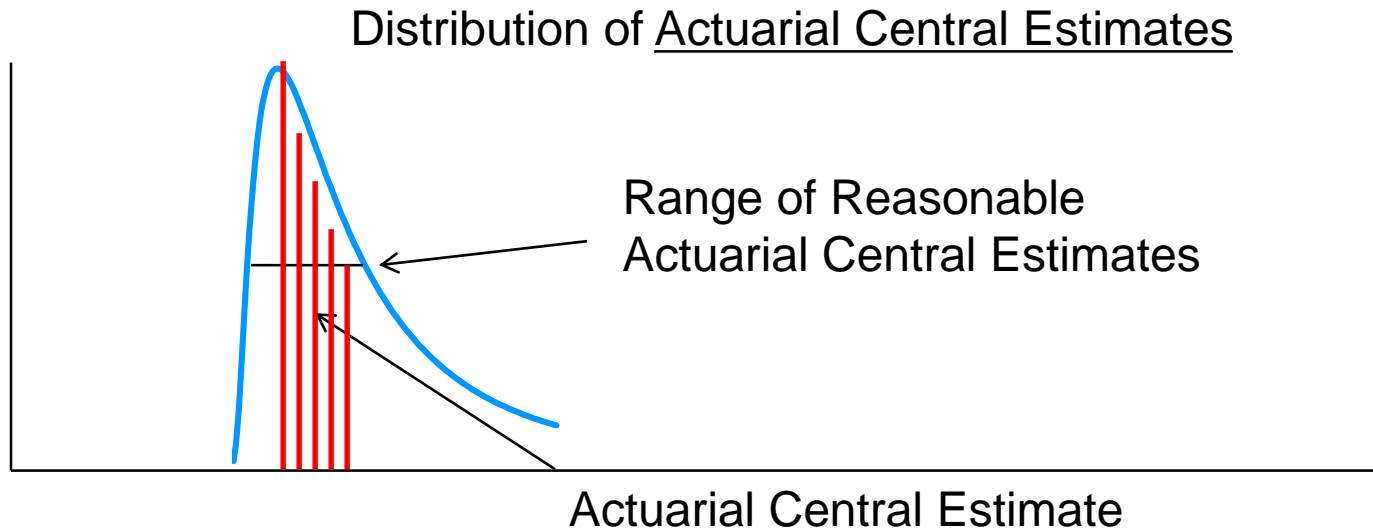 Distribution of Actuarial Central Estimates
Range of Reasonable
Actuarial Central Estimates
Actuarial Central Estimate